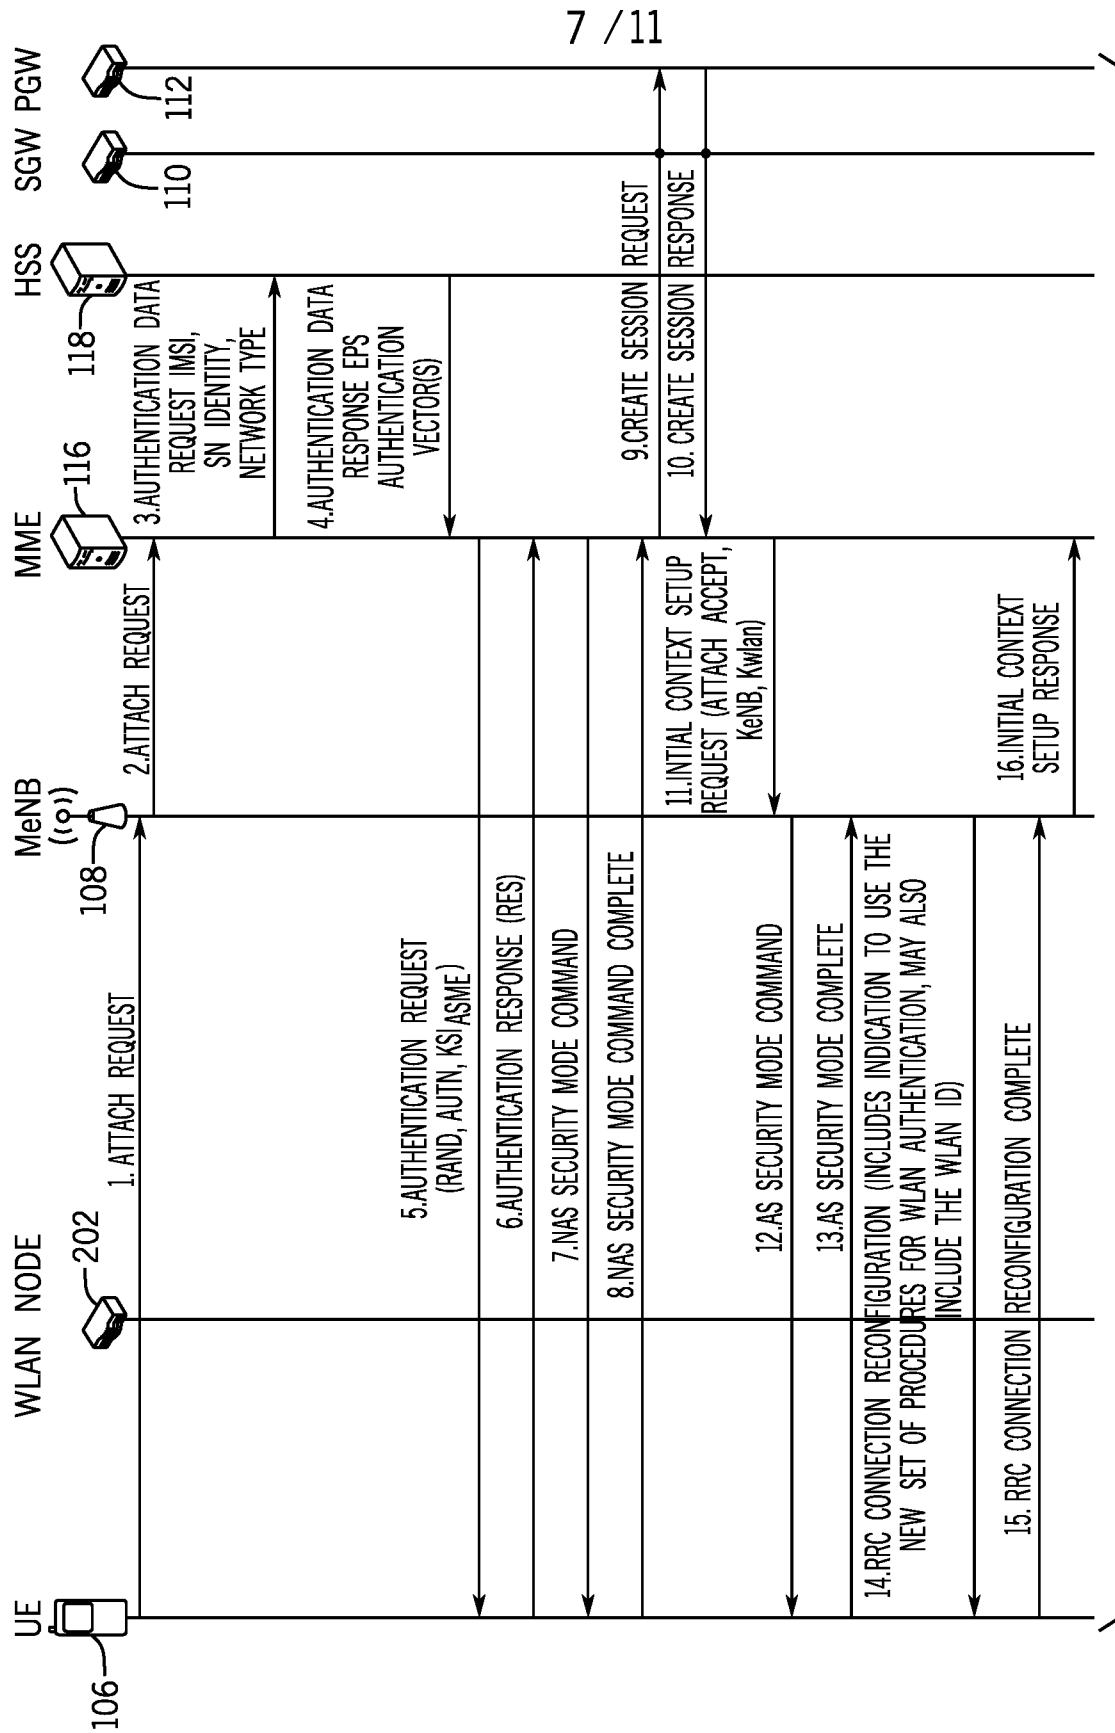 7 / 11
UE
WLAN NODE
MeNB
MME
HSS
SGW
PGW
106
202
108
116
118
110
112
1. ATTACH REQUEST
2.ATTACH REQUEST
3.AUTHENTICATION DATA
REQUEST IMSI,
SN IDENTITY,
NETWORK TYPE
4.AUTHENTICATION DATA
RESPONSE EPS
AUTHENTICATION
VECTOR(S)
5.AUTHENTICATION REQUEST
(RAND, AUTN, KSIASME)
6.AUTHENTICATION RESPONSE (RES)
7.NAS SECURITY MODE COMMAND
8.NAS SECURITY MODE COMMAND COMPLETE
9.CREATE SESSION REQUEST
10. CREATE SESSION RESPONSE
11.INTIAL CONTEXT SETUP
REQUEST (ATTACH ACCEPT,
KeNB, Kwlan)
12.AS SECURITY MODE COMMAND
13.AS SECURITY MODE COMPLETE
14.RRC CONNECTION RECONFIGURATION (INCLUDES INDICATION TO USE THE
NEW SET OF PROCEDURES FOR WLAN AUTHENTICATION, MAY ALSO
INCLUDE THE WLAN ID)
15. RRC CONNECTION RECONFIGURATION COMPLETE
16.INITIAL CONTEXT
SETUP RESPONSE